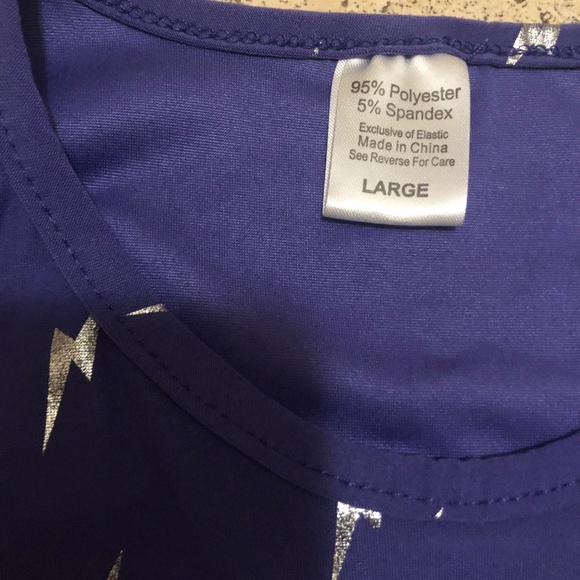 95% Polyester
5% Spandex
Exclusive of Elastic
Made in China
See Reverse For Care
LARGE